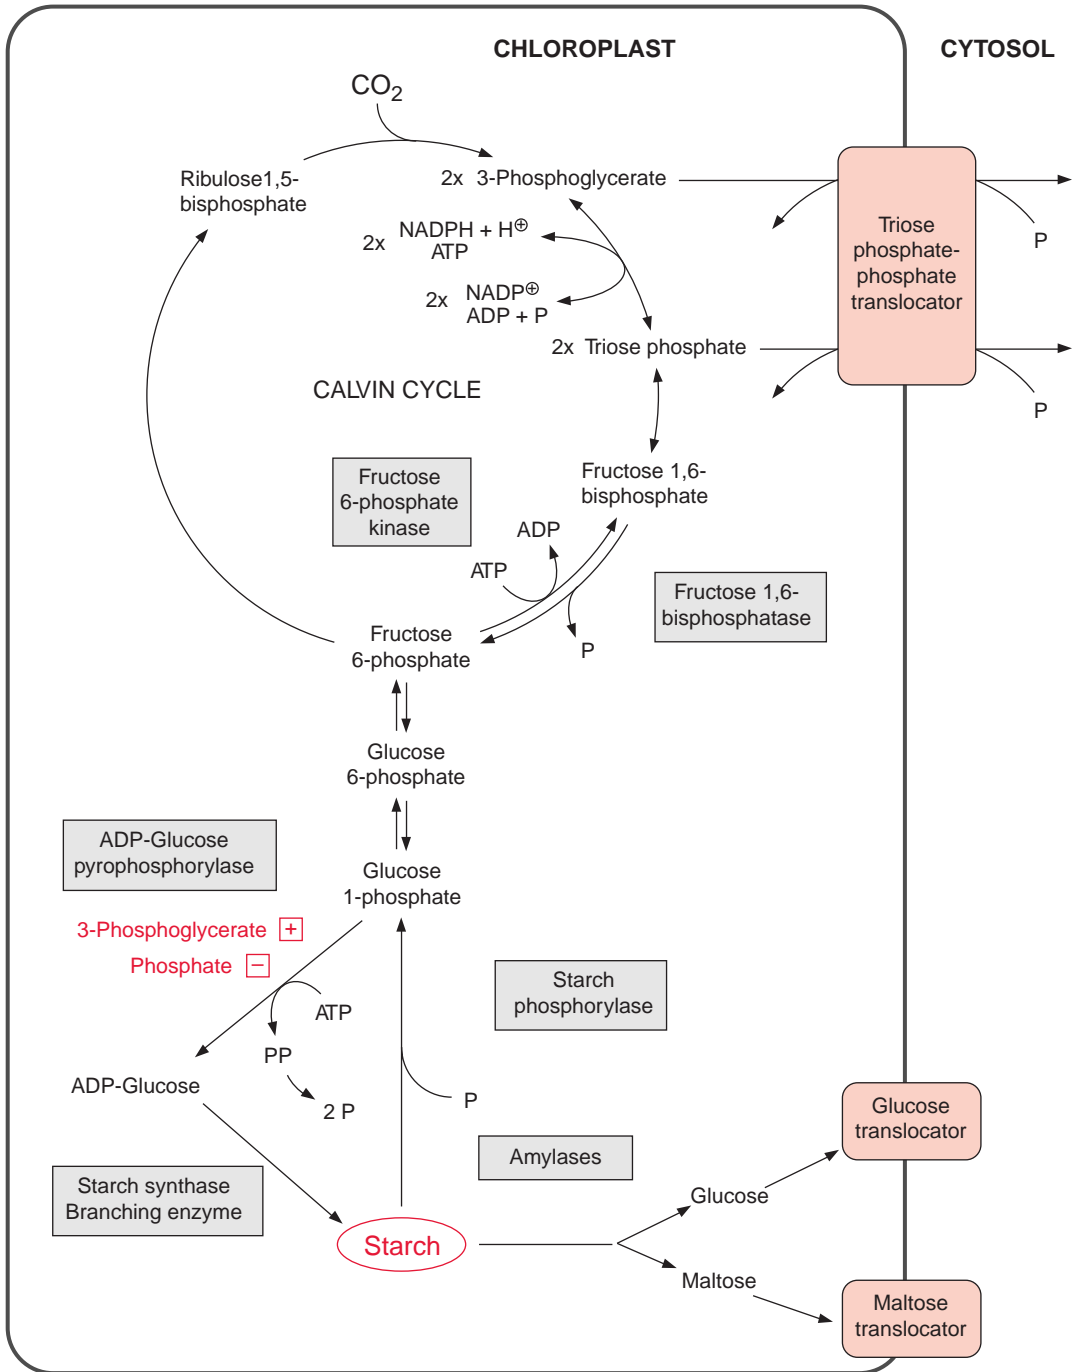 CHLOROPLAST
CYTOSOL
CO2
Ribulose1,5-
bisphosphate
2x 3-Phosphoglycerate
2x NADPH + H⊕
ATP
2x NADP⊕
ADP + P
Triose
phosphate-
phosphate
translocator
P
2x Triose phosphate
P
CALVIN CYCLE
Fructose
6-phosphate
kinase
Fructose 1,6-
bisphosphate
ADP
ATP
Fructose 1,6-
bisphosphatase
P
Fructose
6-phosphate
Glucose
6-phosphate
ADP-Glucose
pyrophosphorylase
Glucose
1-phosphate
3-Phosphoglycerate +
Phosphate −
Starch
phosphorylase
ATP
PP
2 P
ADP-Glucose
P
Glucose
translocator
Amylases
Starch synthase
Branching enzyme
Glucose
Starch
Maltose
Maltose
translocator